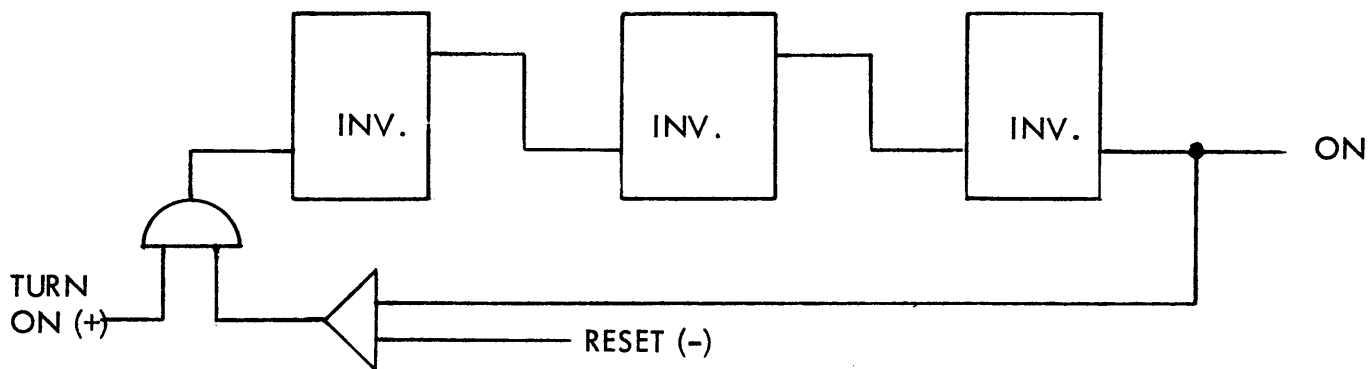 INV.
INV.
INV.
ON
TURN
ON (+)
RESET (-)